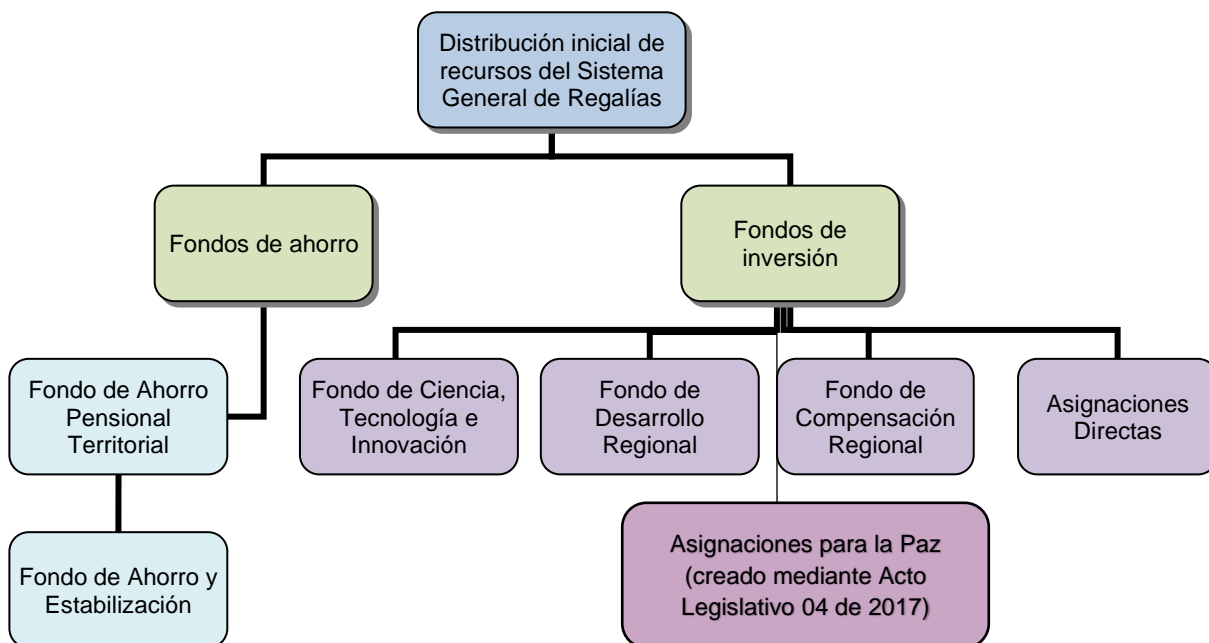 Distribución inicial de
recursos del Sistema
General de Regalías
Fondos de ahorro
Fondos de
inversión
Fondo de Ahorro
Pensional
Territorial
Fondo de Ciencia,
Tecnología e
Innovación
Fondo de
Desarrollo
Regional
Fondo de
Compensación
Regional
Asignaciones
Directas
Fondo de Ahorro y
Estabilización
Asignaciones para la Paz
(creado mediante Acto
Legislativo 04 de 2017)